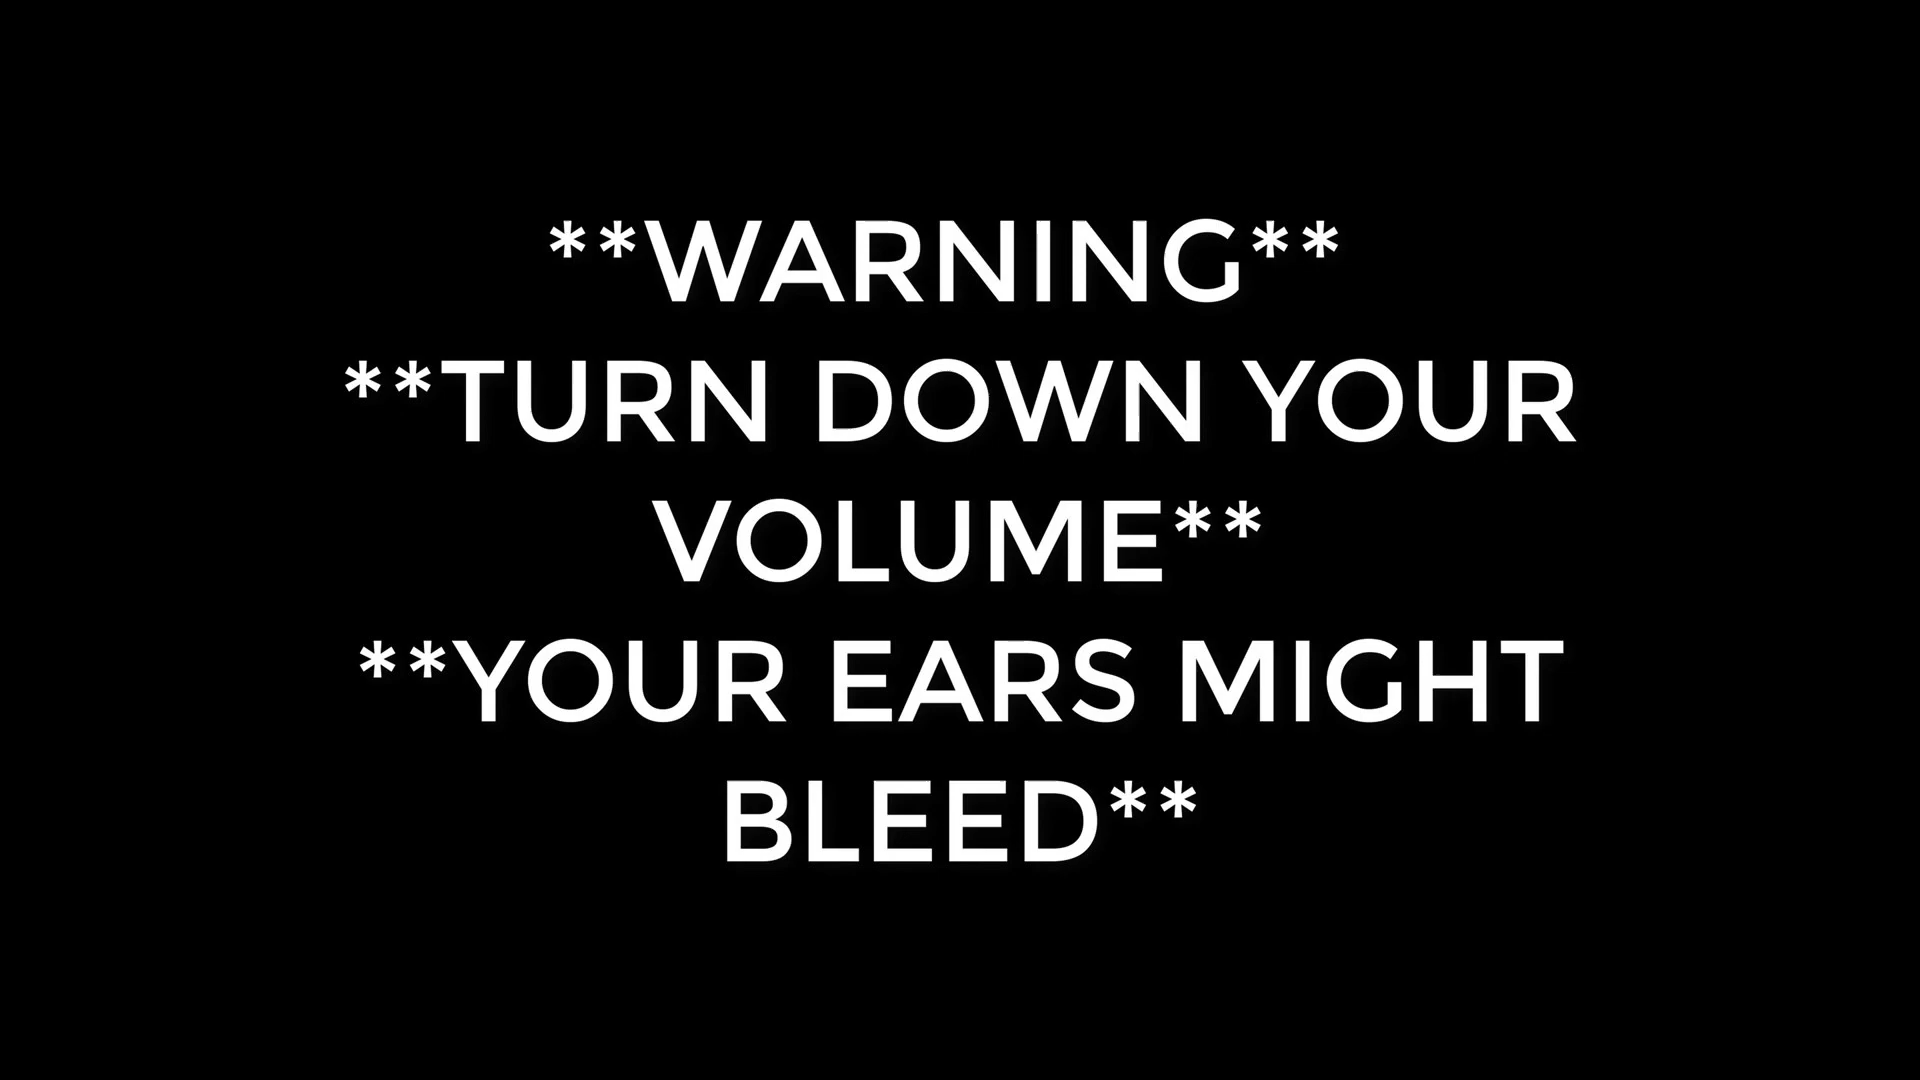 **WARNING**
**TURN DOWN YOUR
VOLUME**
**YOUR EARS MIGHT
BLEED**